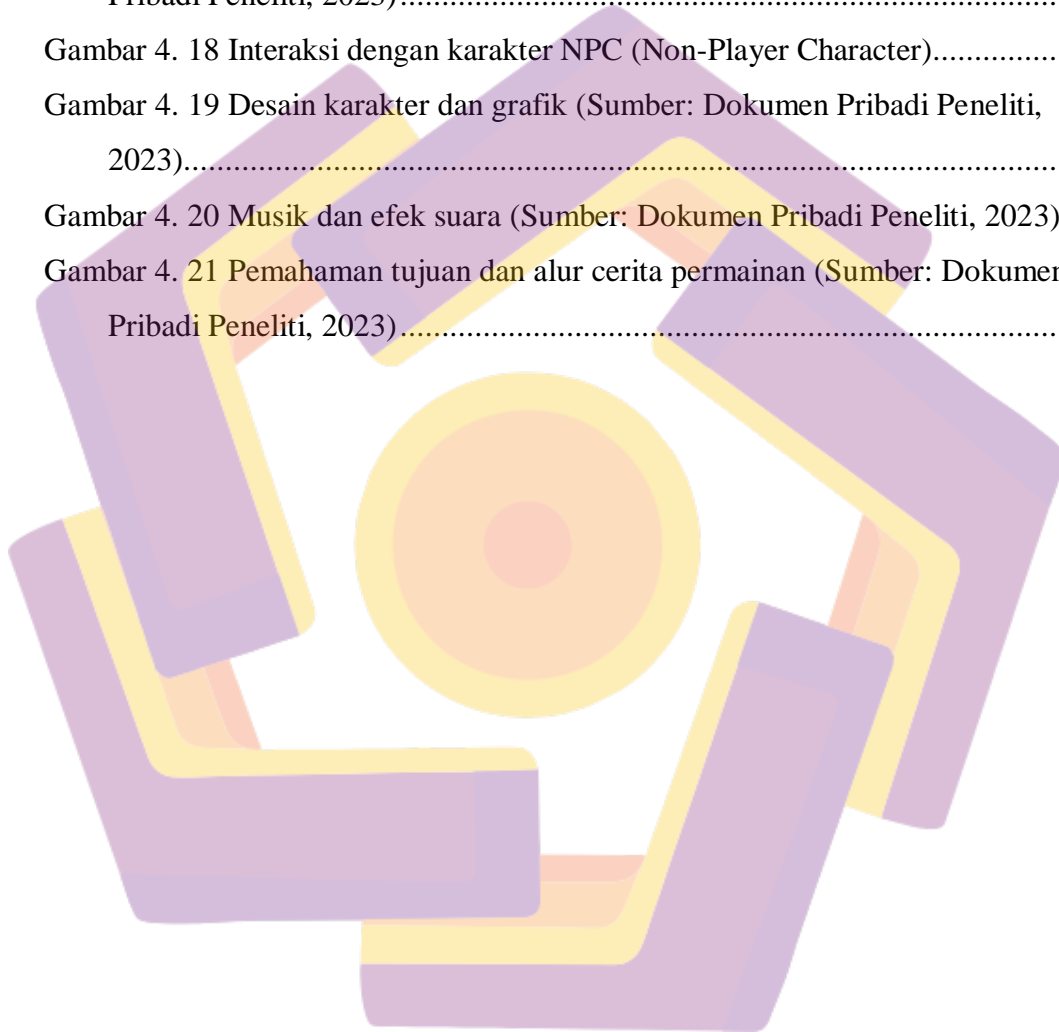 Pribadi Peneliti, 2023)................................................................................
Gambar 4. 18 Interaksi dengan karakter NPC (Non-Player Character)...............
Gambar 4. 19 Desain karakter dan grafik (Sumber: Dokumen Pribadi Peneliti,
2023)..........................................................................................................
Gambar 4. 20 Musik dan efek suara (Sumber: Dokumen Pribadi Peneliti, 2023)
Gambar 4. 21 Pemahaman tujuan dan alur cerita permainan (Sumber: Dokumen
Pribadi Peneliti, 2023)................................................................................